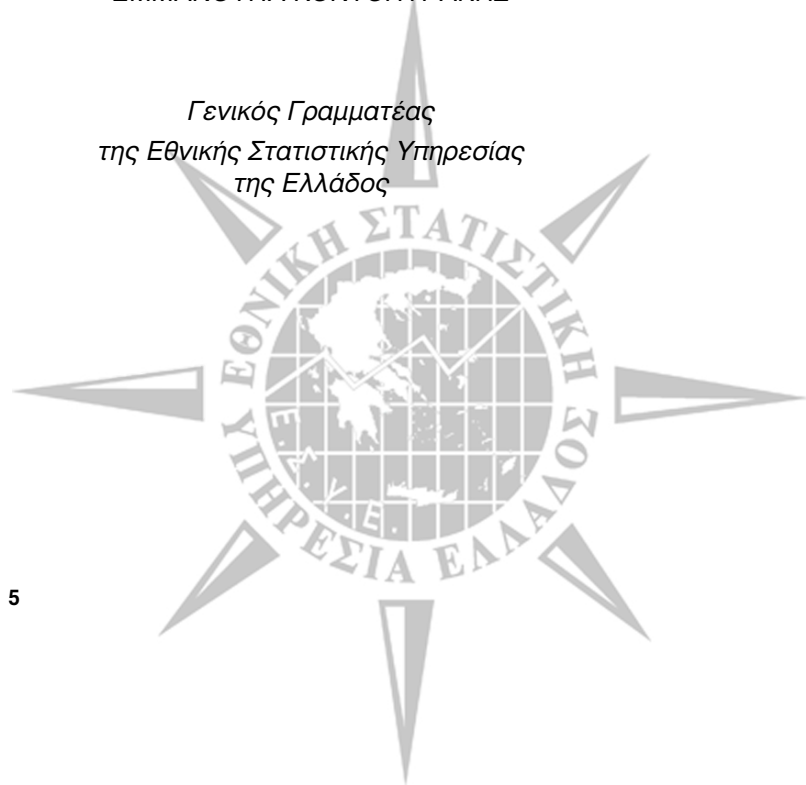 Γενικός Γραμματέας
της Εθνικής Στατιστικής Υπηρεσίας
της Ελλάδος
ΕΘΝΙΚΗ ΣΤΑΤΙΣΤΙΚΗ
ΥΠΗΡΕΣΙΑ ΕΛΛΑΔΟΣ
Ε.Σ.Υ.Ε.
5